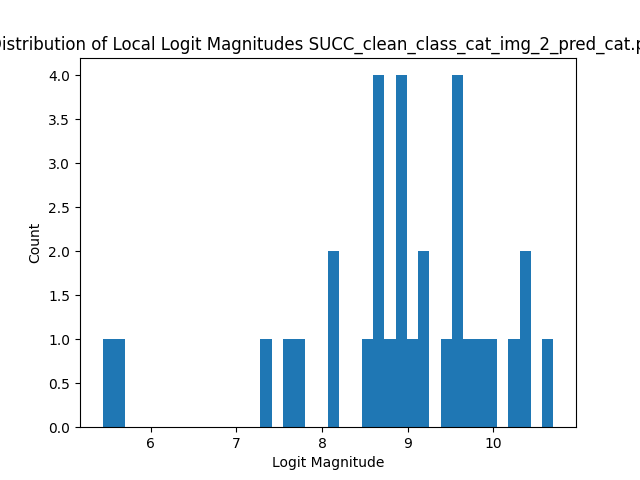 istribution of Local Logit Magnitudes SUCC_clean_class_cat_img_2_pred_cat.p
4.0
3.5
3.0
2.5
2.0
1.5
1.0
0.5
0.0
Count
6 7 8 9 10
Logit Magnitude